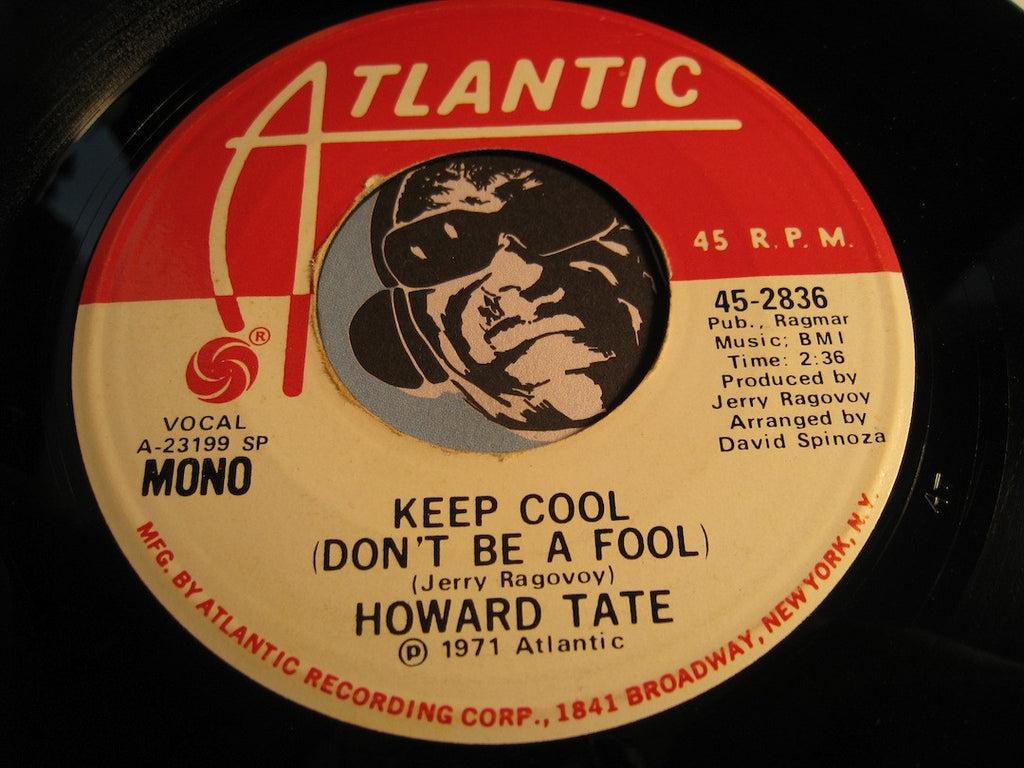 ATLANTIC
45 R.P.M.
45-2836
Pub., Ragmar
Music; BMI
Time: 2:36
Produced by
Jerry Ragovoy
Arranged by
David Spinoza
®
VOCAL
A-23199 SP
MONO
KEEP COOL
(DON'T BE A FOOL)
(Jerry Ragovoy)
HOWARD TATE
℗ 1971 Atlantic
MFG. BY ATLANTIC RECORDING CORP., 1841 BROADWAY, NEW YORK, N.Y.